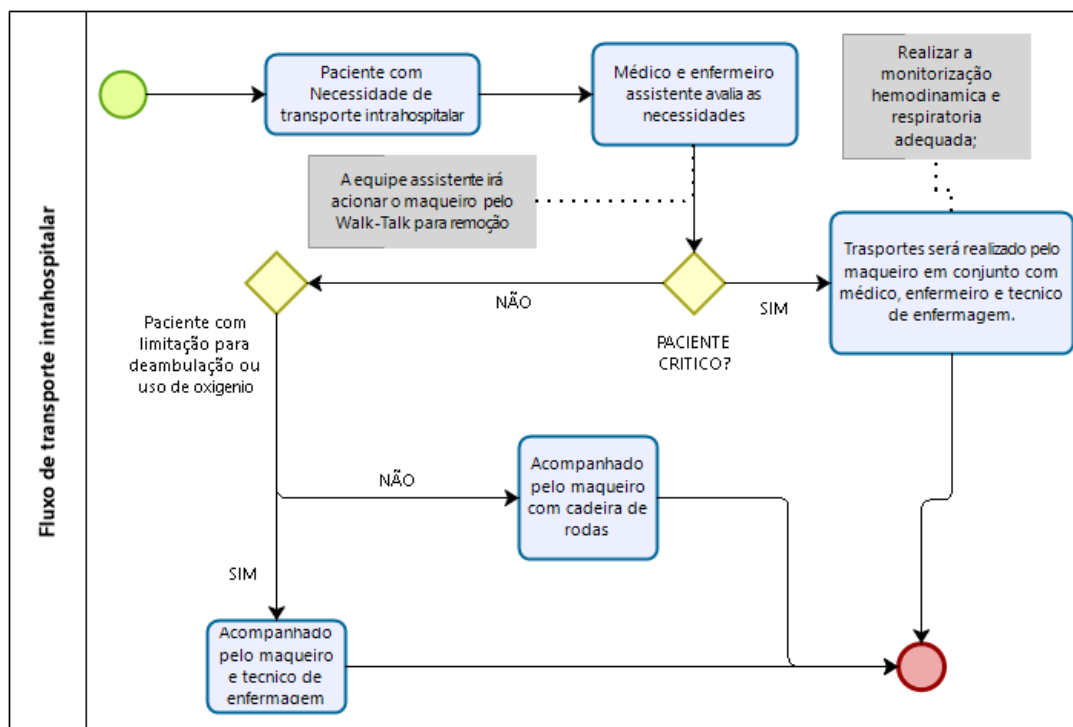 Fluxo de transporte intrahospitalar
Paciente com
Necessidade de
transporte intrahospitalar
Médico e enfermeiro
assistente avalia as
necessidades
Realizar a
monitorização
hemodinamica e
respiratoria
adequada;
A equipe assistente irá
acionar o maqueiro pelo
Walk-Talk para remoção
Trasportes será realizado pelo
maqueiro em conjunto com
médico, enfermeiro e tecnico
de enfermagem.
NÃO
SIM
PACIENTE
CRITICO?
Paciente com
limitação para
deambulação ou
uso de oxigenio
NÃO
Acompanhado
pelo maqueiro
com cadeira de
rodas
SIM
Acompanhado
pelo maqueiro
e tecnico de
enfermagem